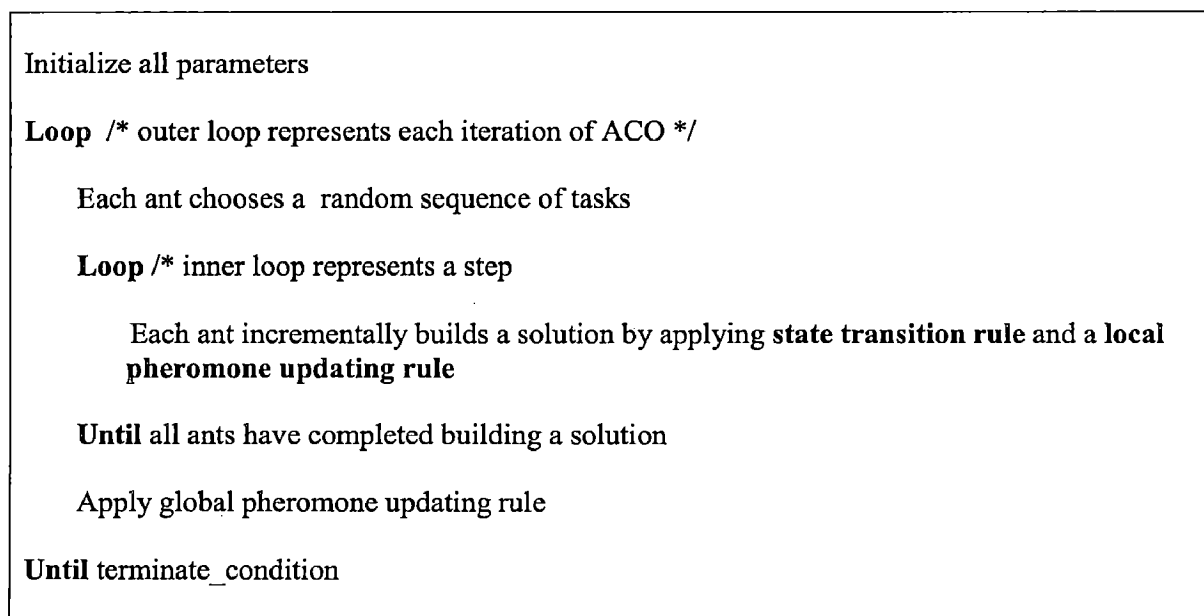 Initialize all parameters
Loop /* outer loop represents each iteration of ACO */
Each ant chooses a random sequence of tasks
Loop /* inner loop represents a step
Each ant incrementally builds a solution by applying state transition rule and a local
pheromone updating rule
Until all ants have completed building a solution
Apply global pheromone updating rule
Until terminate_condition